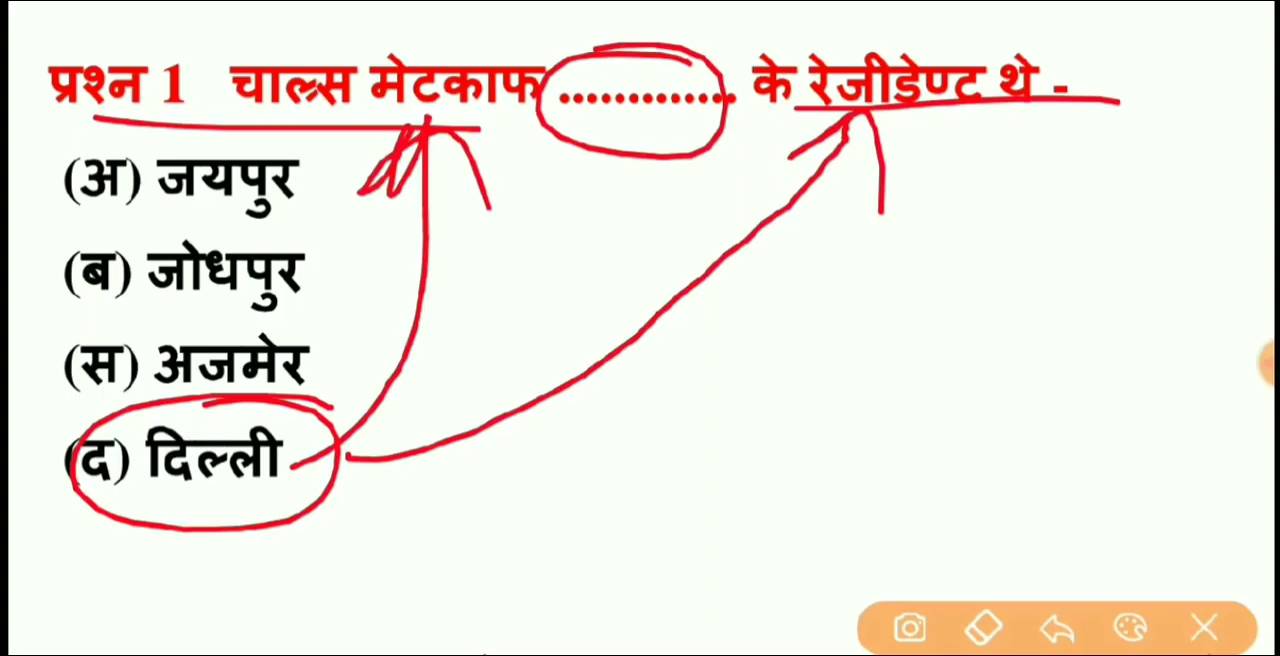 प्रश्न 1 चाल्र्स मेटकाफ ............. के रेजीडेण्ट थे -
(अ) जयपुर
(ब) जोधपुर
(स) अजमेर
(द) दिल्ली